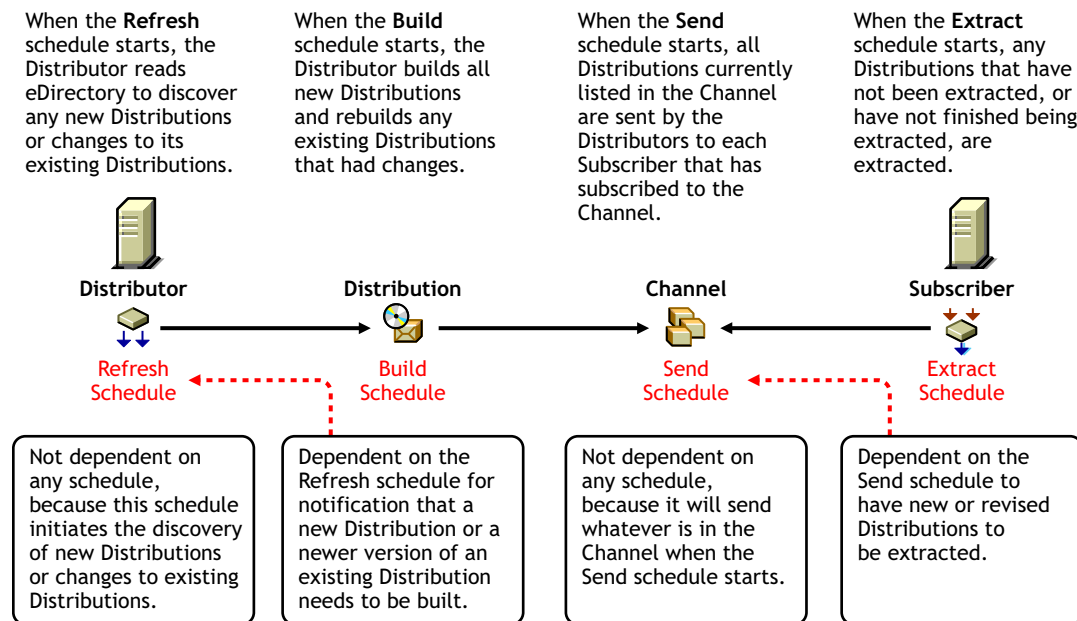 When the Refresh
schedule starts, the
Distributor reads
eDirectory to discover
any new Distributions
or changes to its
existing Distributions.
When the Build
schedule starts, the
Distributor builds all
new Distributions
and rebuilds any
existing Distributions
that had changes.
When the Send
schedule starts, all
Distributions currently
listed in the Channel
are sent by the
Distributors to each
Subscriber that has
subscribed to the
Channel.
When the Extract
schedule starts, any
Distributions that have
not been extracted, or
have not finished being
extracted, are
extracted.
Distributor
Distribution
Channel
Subscriber
Refresh
Schedule
Build
Schedule
Send
Schedule
Extract
Schedule
Not dependent on
any schedule,
because this schedule
initiates the discovery
of new Distributions
or changes to existing
Distributions.
Dependent on the
Refresh schedule for
notification that a
new Distribution or a
newer version of an
existing Distribution
needs to be built.
Not dependent on
any schedule,
because it will send
whatever is in the
Channel when the
Send schedule starts.
Dependent on the
Send schedule to
have new or revised
Distributions to
be extracted.